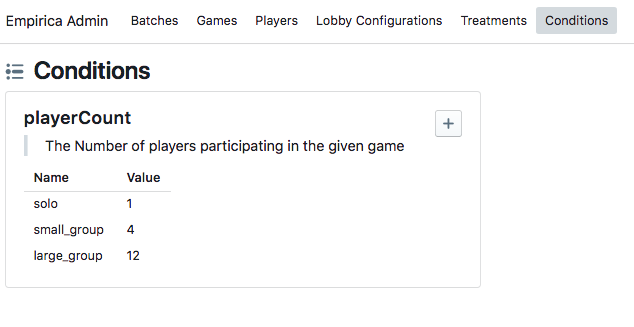 Empirica Admin Batches Games Players Lobby Configurations Treatments Conditions
Conditions
playerCount
The Number of players participating in the given game
Name Value
solo 1
small_group 4
large_group 12